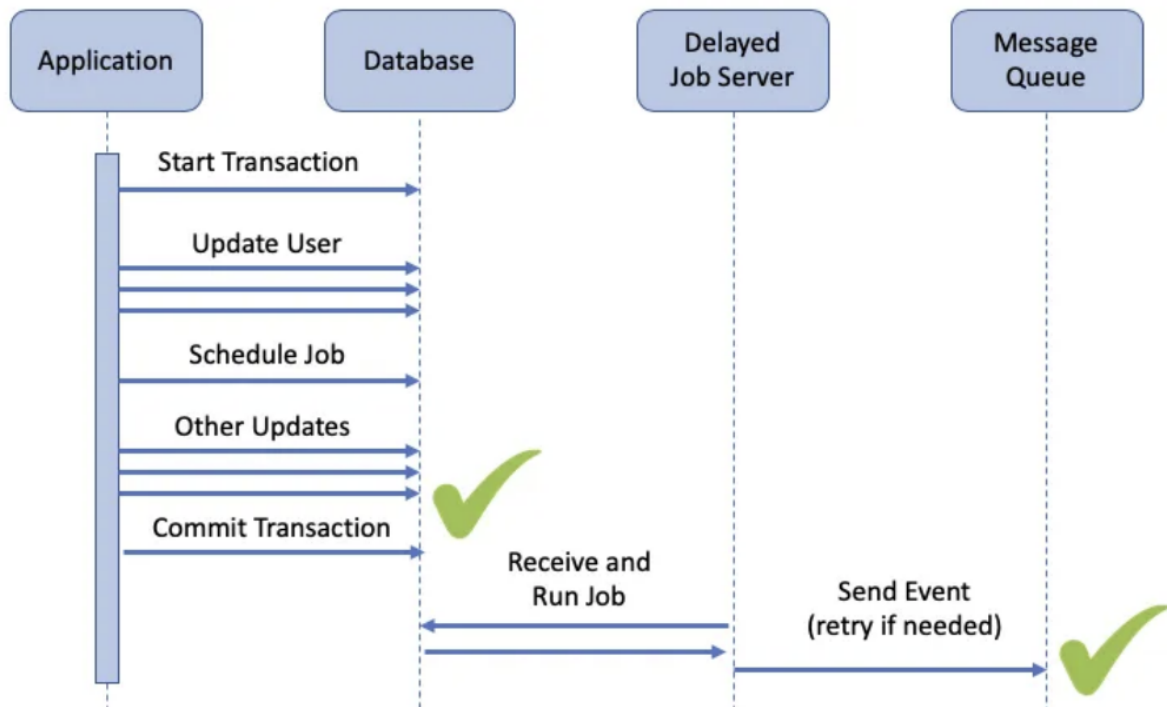 Application
Database
Delayed
Job Server
Message
Queue
Start Transaction
Update User
Schedule Job
Other Updates
Commit Transaction
Receive and
Run Job
Send Event
(retry if needed)